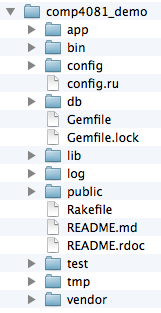 comp4081_demo
app
bin
config
config.ru
db
Gemfile
Gemfile.lock
lib
log
public
Rakefile
README.md
README.rdoc
test
tmp
vendor